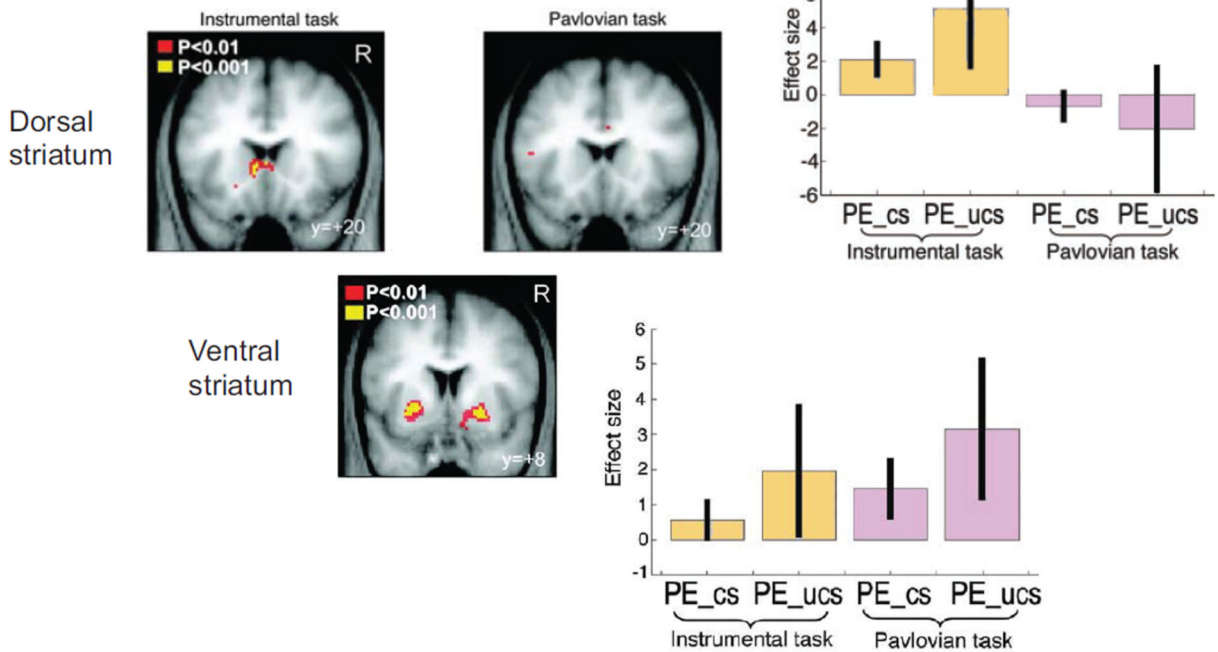 Instrumental task
Pavlovian task
P<0.01
P<0.001
R
y=+20
y=+20
Dorsal
striatum
Effect size
4
2
0
-2
-4
-6
PE_cs PE_ucs PE_cs PE_ucs
Instrumental task Pavlovian task
P<0.01
P<0.001
R
y=+8
Ventral
striatum
Effect size
6
5
4
3
2
1
0
-1
PE_cs PE_ucs PE_cs PE_ucs
Instrumental task Pavlovian task